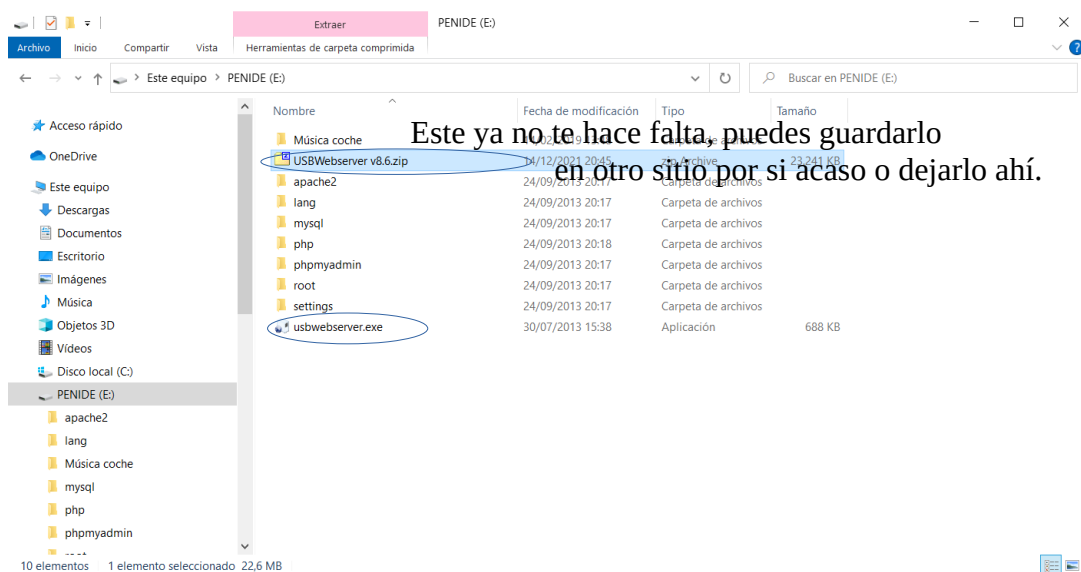 Extraer PENIDE (E:)
Archivo Inicio Compartir Vista Herramientas de carpeta comprimida
Este equipo > PENIDE (E:) Buscar en PENIDE (E:)
Nombre Fecha de modificación Tipo Tamaño
Este ya no te hace falta, puedes guardarlo
en otro sitio por si acaso o dejarlo ahí.
Música coche
USBWebserver v8.6.zip 14/12/2021 20:45 zip Archive 23.241 KB
apache2 24/09/2013 20:17 Carpeta de archivos
lang 24/09/2013 20:17 Carpeta de archivos
mysql 24/09/2013 20:17 Carpeta de archivos
php 24/09/2013 20:18 Carpeta de archivos
phpmyadmin 24/09/2013 20:17 Carpeta de archivos
root 24/09/2013 20:17 Carpeta de archivos
settings 24/09/2013 20:17 Carpeta de archivos
usbwebserver.exe 30/07/2013 15:38 Aplicación 688 KB
Acceso rápido
OneDrive
Este equipo
Descargas
Documentos
Escritorio
Imágenes
Música
Objetos 3D
Vídeos
Disco local (C:)
PENIDE (E:)
apache2
lang
Música coche
mysql
php
phpmyadmin
10 elementos 1 elemento seleccionado 22,6 MB